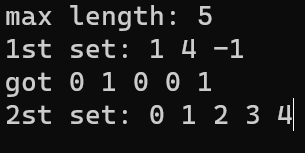 max length: 5
1st set: 1 4 -1
got 0 1 0 0 1
2st set: 0 1 2 3 4